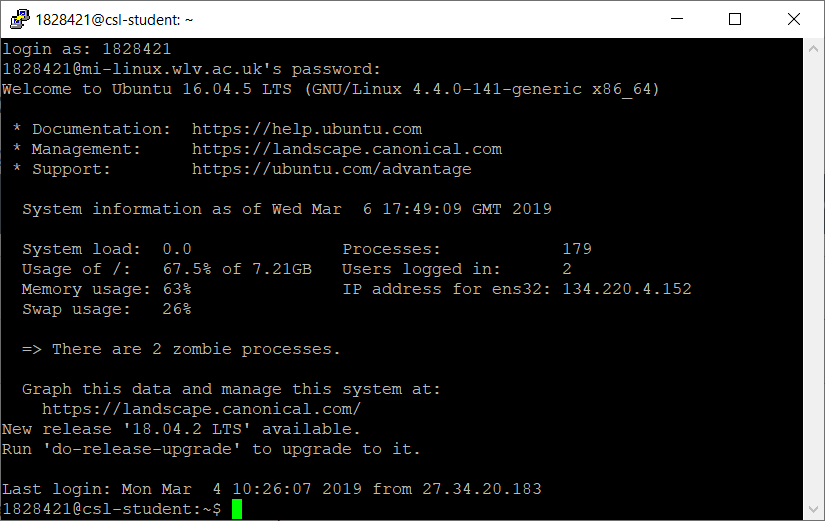 1828421@csl-student: ~
login as: 1828421
1828421@mi-linux.wlv.ac.uk's password:
Welcome to Ubuntu 16.04.5 LTS (GNU/Linux 4.4.0-141-generic x86_64)
* Documentation:  https://help.ubuntu.com
* Management:     https://landscape.canonical.com
* Support:        https://ubuntu.com/advantage
System information as of Wed Mar  6 17:49:09 GMT 2019
System load:  0.0               Processes:            179
Usage of /:   67.5% of 7.21GB   Users logged in:      2
Memory usage: 63%               IP address for ens32: 134.220.4.152
Swap usage:   26%
=> There are 2 zombie processes.
Graph this data and manage this system at:
https://landscape.canonical.com/
New release '18.04.2 LTS' available.
Run 'do-release-upgrade' to upgrade to it.
Last login: Mon Mar  4 10:26:07 2019 from 27.34.20.183
1828421@csl-student:~$